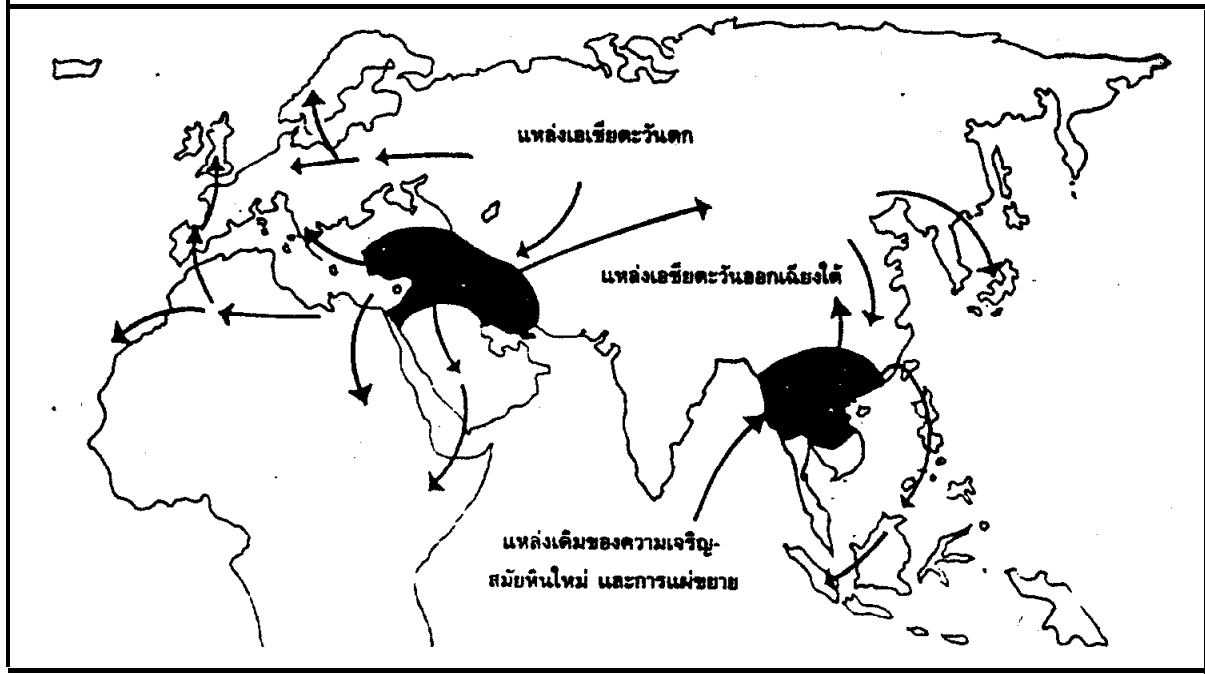 แหล่งเอเซียตะวันตก
แหล่งเอซียตะวันออกเฉียงใต้
แหล่งเดิมของความเจริญ-
สมัยหินใหม่ และการแผ่ขยาย